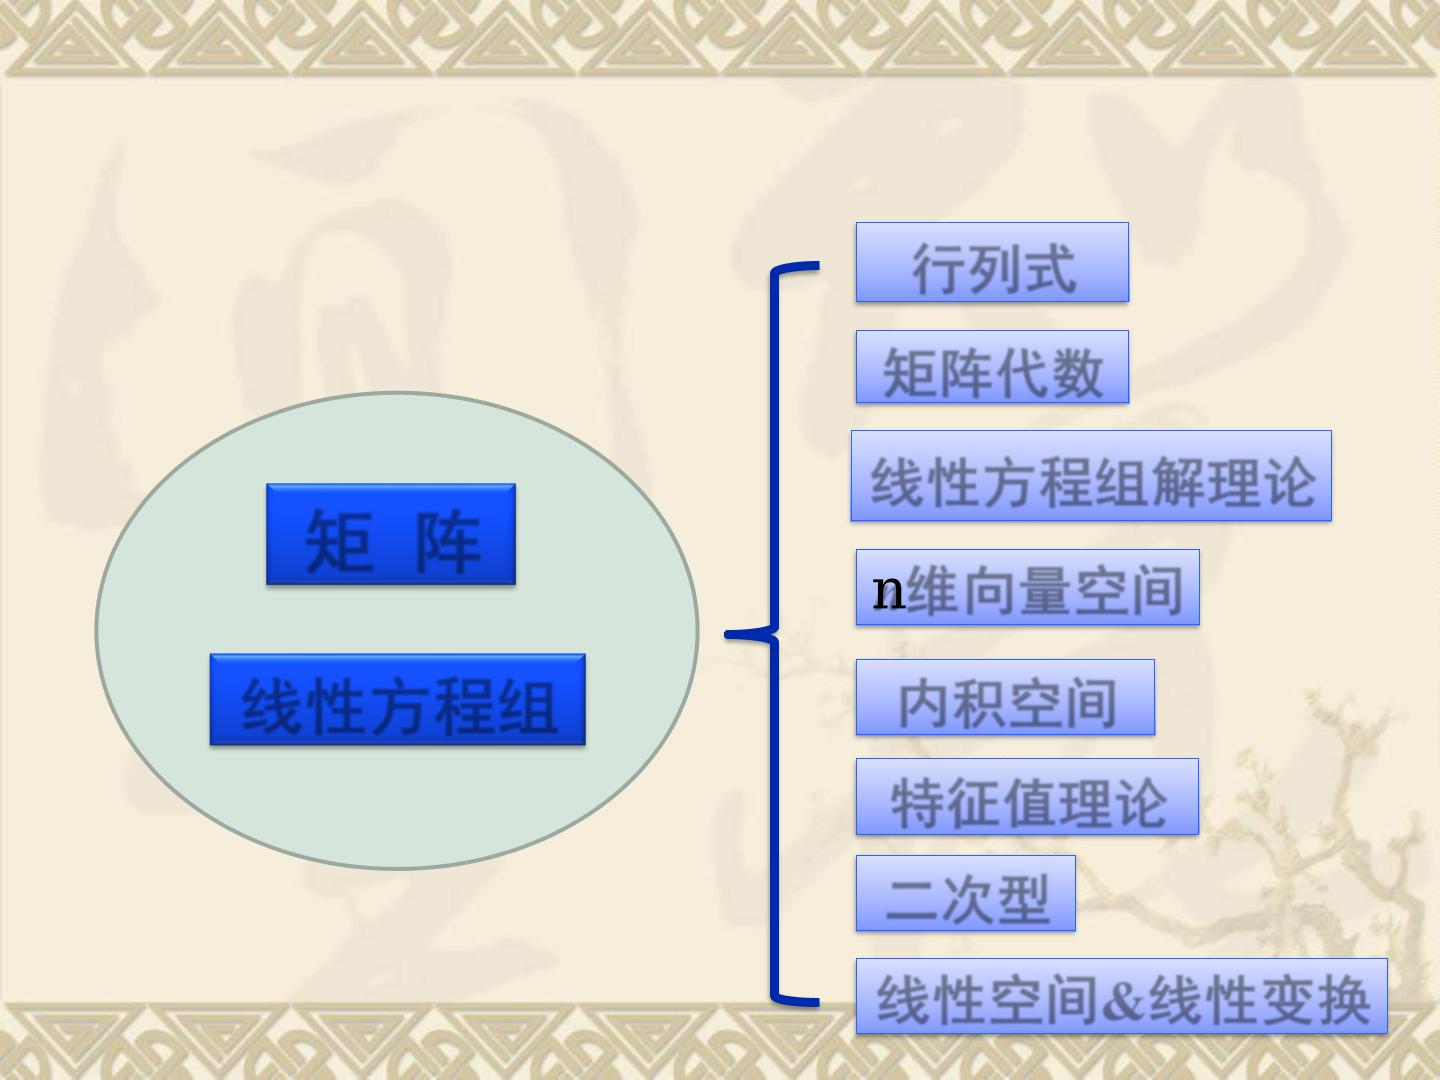 矩 阵
线性方程组
行列式
矩阵代数
线性方程组解理论
n维向量空间
内积空间
特征值理论
二次型
线性空间&线性变换